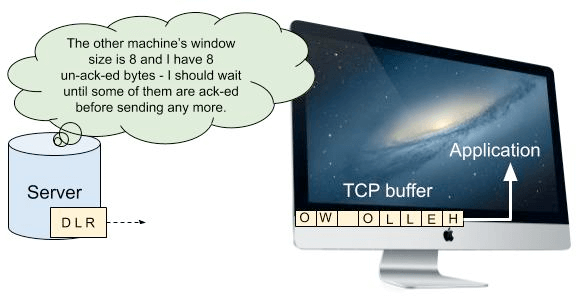 The other machine's window
size is 8 and I have 8
un-ack-ed bytes - I should wait
until some of them are ack-ed
before sending any more.
Server
D L R
Application
TCP buffer
O W   O L L E H